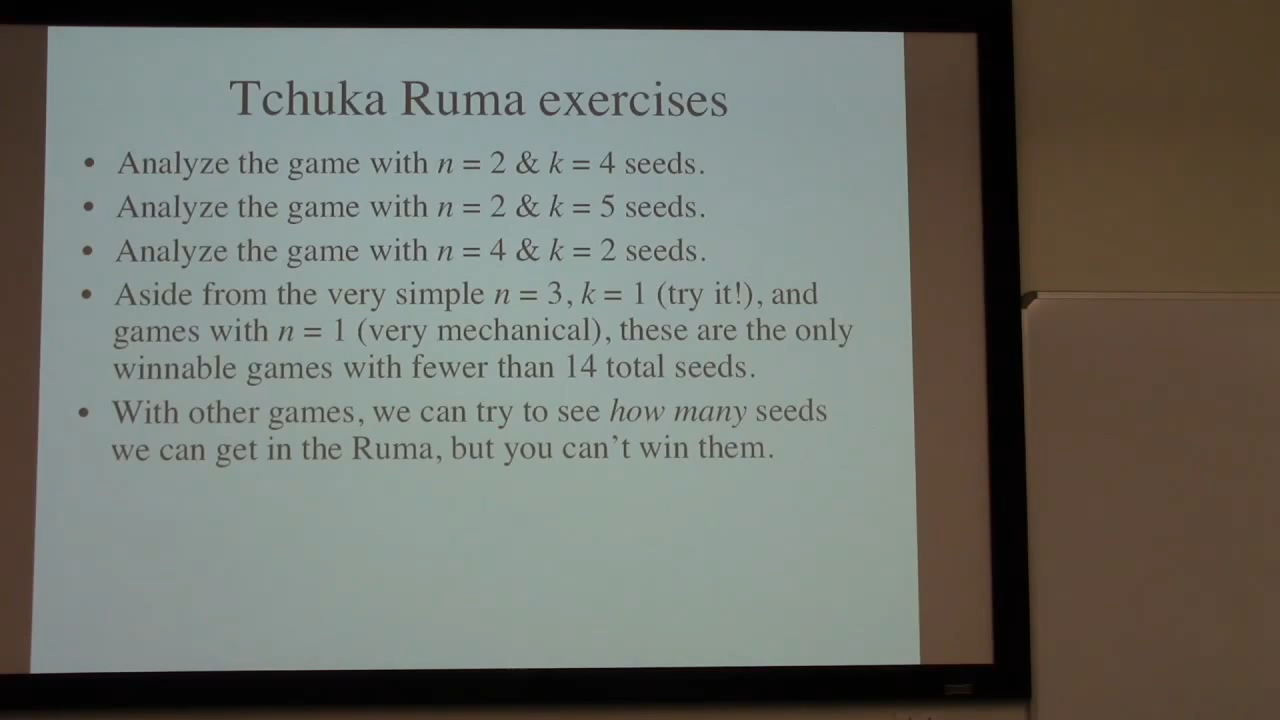 Tchuka Ruma exercises
• Analyze the game with n = 2 & k = 4 seeds.
• Analyze the game with n = 2 & k = 5 seeds.
• Analyze the game with n = 4 & k = 2 seeds.
• Aside from the very simple n = 3, k = 1 (try it!), and
games with n = 1 (very mechanical), these are the only
winnable games with fewer than 14 total seeds.
• With other games, we can try to see how many seeds
we can get in the Ruma, but you can't win them.